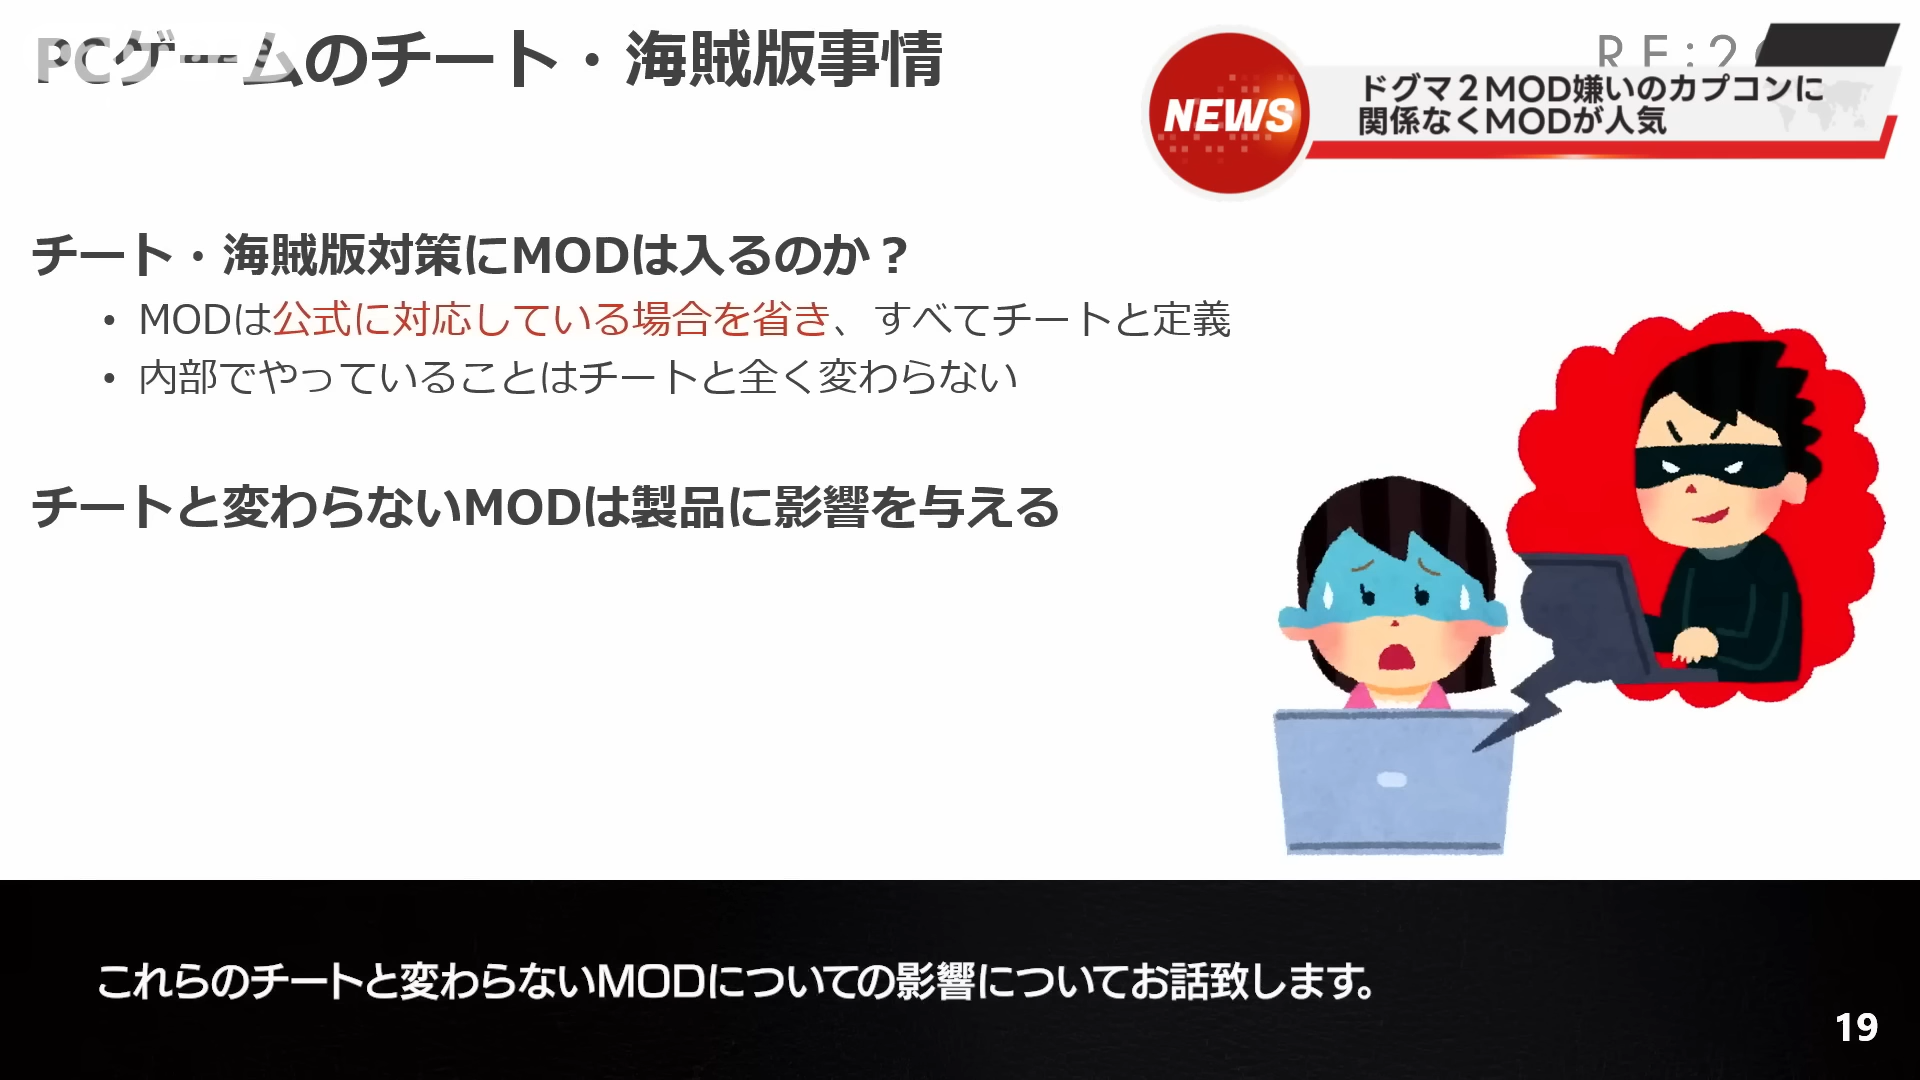 PCゲームのチート・海賊版事情
RE:2
NEWS
ドグマ２MOD嫌いのカプコンに
関係なくMODが人気
チート・海賊版対策にMODは入るのか？
• MODは公式に対応している場合を省き、すべてチートと定義
• 内部でやっていることはチートと全く変わらない
チートと変わらないMODは製品に影響を与える
これらのチートと変わらないMODについての影響についてお話致します。
19